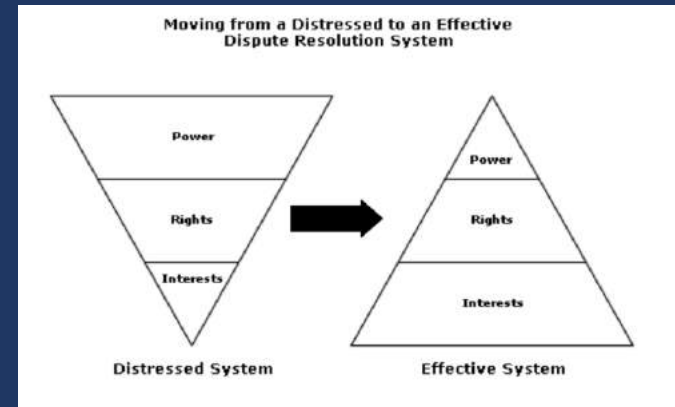 Moving from a Distressed to an Effective
Dispute Resolution System
Power
Rights
Interests
Distressed System
Power
Rights
Interests
Effective System